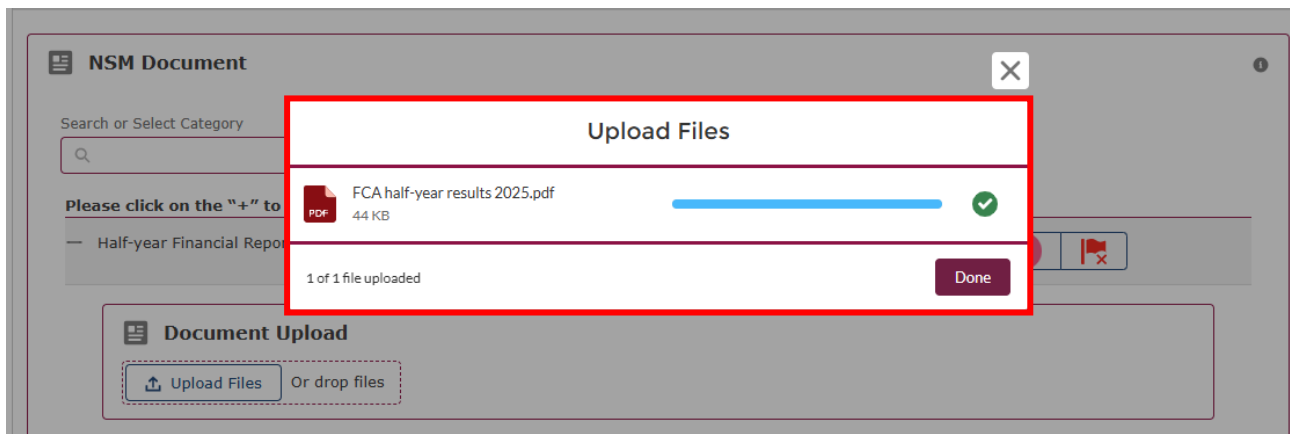 NSM Document
Search or Select Category
Upload Files
Please click on the "+" to
PDF
FCA half-year results 2025.pdf
44 KB
Half-year Financial Repo
1 of 1 file uploaded
Done
Document Upload
Upload Files
Or drop files